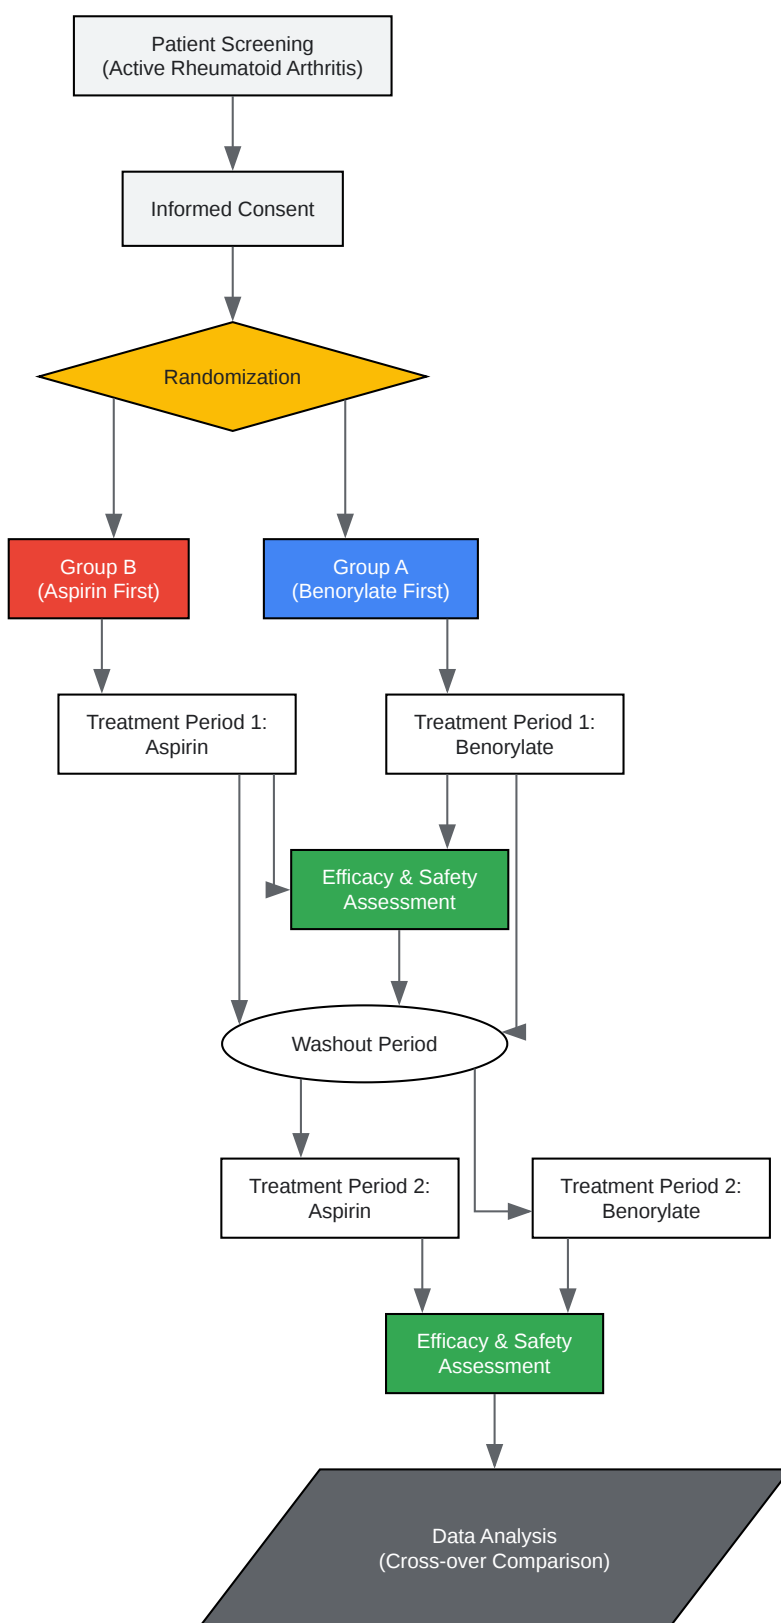 Patient Screening
(Active Rheumatoid Arthritis)
Informed Consent
Randomization
Group B
(Aspirin First)
Group A
(Benorylate First)
Treatment Period 1:
Aspirin
Treatment Period 1:
Benorylate
Efficacy & Safety
Assessment
Washout Period
Treatment Period 2:
Aspirin
Treatment Period 2:
Benorylate
Efficacy & Safety
Assessment
Data Analysis
(Cross-over Comparison)